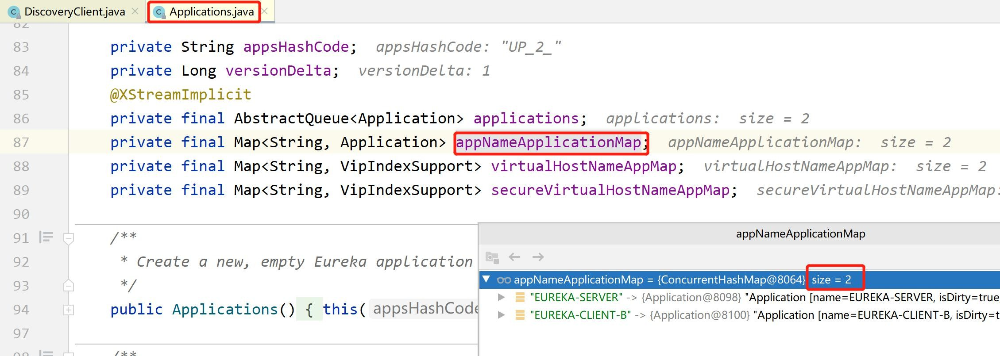 DiscoveryClient.java Applications.java
82
83 private String appsHashCode; appsHashCode: "UP_2_"
84 private Long versionDelta; versionDelta: 1
85 @XStreamImplicit
86 private final AbstractQueue<Application> applications; applications: size = 2
87 private final Map<String, Application> appNameApplicationMap; appNameApplicationMap: size = 2
88 private final Map<String, VipIndexSupport> virtualHostNameAppMap; virtualHostNameAppMap: size = 2
89 private final Map<String, VipIndexSupport> secureVirtualHostNameAppMap; secureVirtualHostNameAppMap:
90
91 /**
92 * Create a new, empty Eureka application
93 */
94 public Applications() { this( appsHashCode
97
98 /**
appNameApplicationMap
appNameApplicationMap = {ConcurrentHashMap@8064} size = 2
"EUREKA-SERVER" -> {Application@8098} "Application [name=EUREKA-SERVER, isDirty=true,
"EUREKA-CLIENT-B" -> {Application@8100} "Application [name=EUREKA-CLIENT-B, isDirty=t